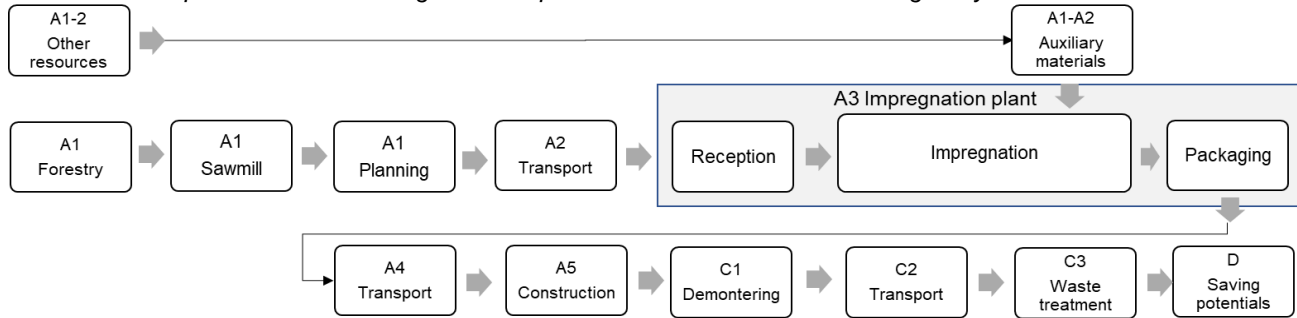 A1-2
Other
resources
A1-A2
Auxiliary
materials
A3 Impregnation plant
A1
Forestry
A1
Sawmill
A1
Planning
A2
Transport
Reception
Impregnation
Packaging
A4
Transport
A5
Construction
C1
Demontering
C2
Transport
C3
Waste
treatment
D
Saving
potentials